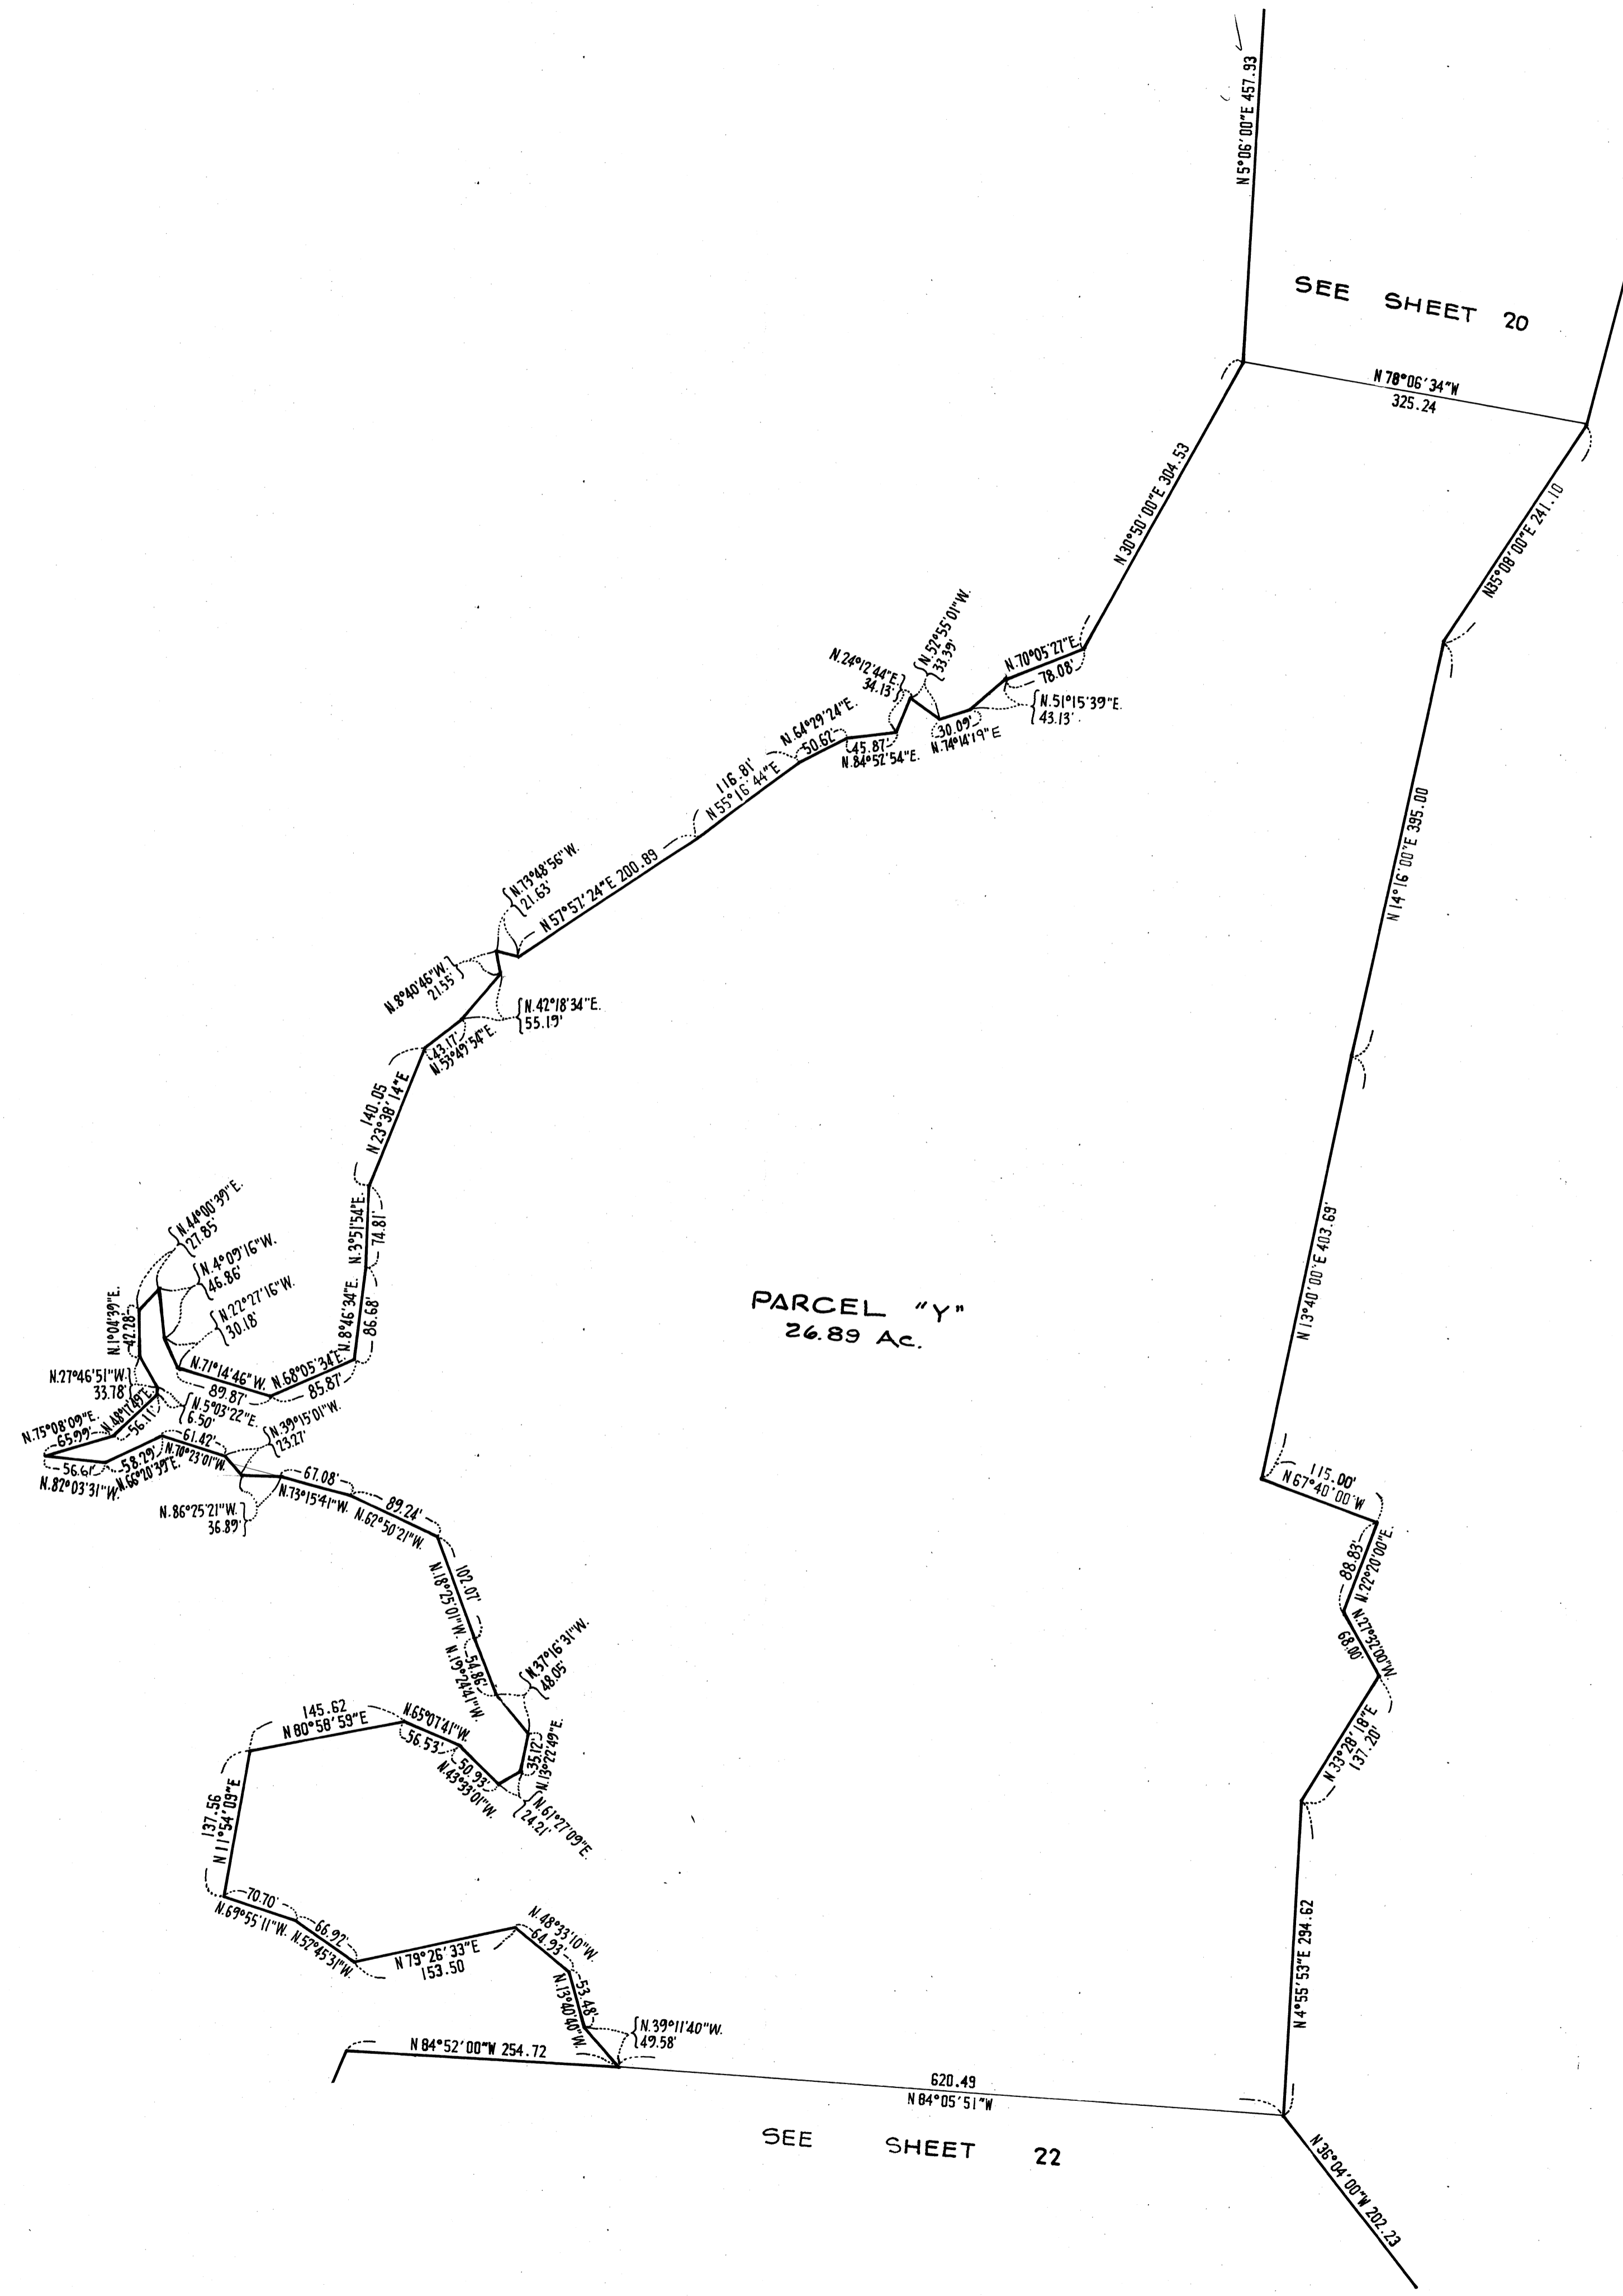 N5°06'00"E 457.93
SEE SHEET 20
N 78°06'34"W
325.24
N 30°50'00"E 304.53
N35°08'00"E 241.10
N.52°55'01"W.
33.39'
N.24°12'44"E.
34.13'
N.70°05'27"E.
78.08'
N.51°15'39"E.
43.13'
30.09'
N.74°14'19"E
N.64°29'24"E.
50.62'
45.87'
N.84°52'54"E.
116.81'
N55°16'44"E
N 14°16'00"E 395.00
N57°57'24"E 200.89
N.73°48'56"W.
21.63'
N.8°40'46"W.
21.55'
N.42°18'34"E.
55.19'
43.17'
N.53°49'54"E.
140.05
N23°38'14"E
N.3°51'54"E.
74.81'
N.8°46'34"E.
86.68'
N.44°00'39"E.
27.85'
N.4°09'16"W.
46.86'
N.22°27'16"W.
30.18'
N.1°04'39"E.
42.28'
N.71°14'46"W.
89.87'
N.68°05'34"E.
85.87'
PARCEL "Y"
26.89 Ac.
N13°40'00"E 403.69'
N.27°46'51"W.
33.78'
N.5°03'22"E.
6.50'
N.48°17'49"E.
56.11'
N.75°08'09"E.
65.99'
56.61'
N.82°03'31"W.
58.29'
N.66°20'39"E.
61.42'
N.70°23'01"W.
N.39°15'01"W.
23.27'
N.86°25'21"W.
36.89'
67.08'
N.73°15'41"W.
89.24'
N.62°50'21"W.
115.00'
N67°40'00"W
88.83'
N.22°20'00"E.
N.27°32'00"W.
68.00'
102.07'
N.18°25'01"W.
54.86'
N.19°24'41"W.
N.37°16'31"W.
48.05'
35.12'
N.13°22'49"E.
N.61°27'09"E.
24.21'
145.62
N80°58'59"E
N.65°07'41"W.
56.53'
50.93'
N.43°33'01"W.
N33°28'18"E
137.20'
137.56
N11°54'09"E
70.70'
N.69°55'11"W.
66.92'
N.52°45'31"W.
N79°26'33"E
153.50
N.48°33'10"W.
64.93'
53.48'
N.13°40'40"W.
N.39°11'40"W.
49.58'
N4°55'53"E 294.62
N84°52'00"W 254.72
620.49
N84°05'51"W
SEE SHEET 22
N36°04'00"W 202.23